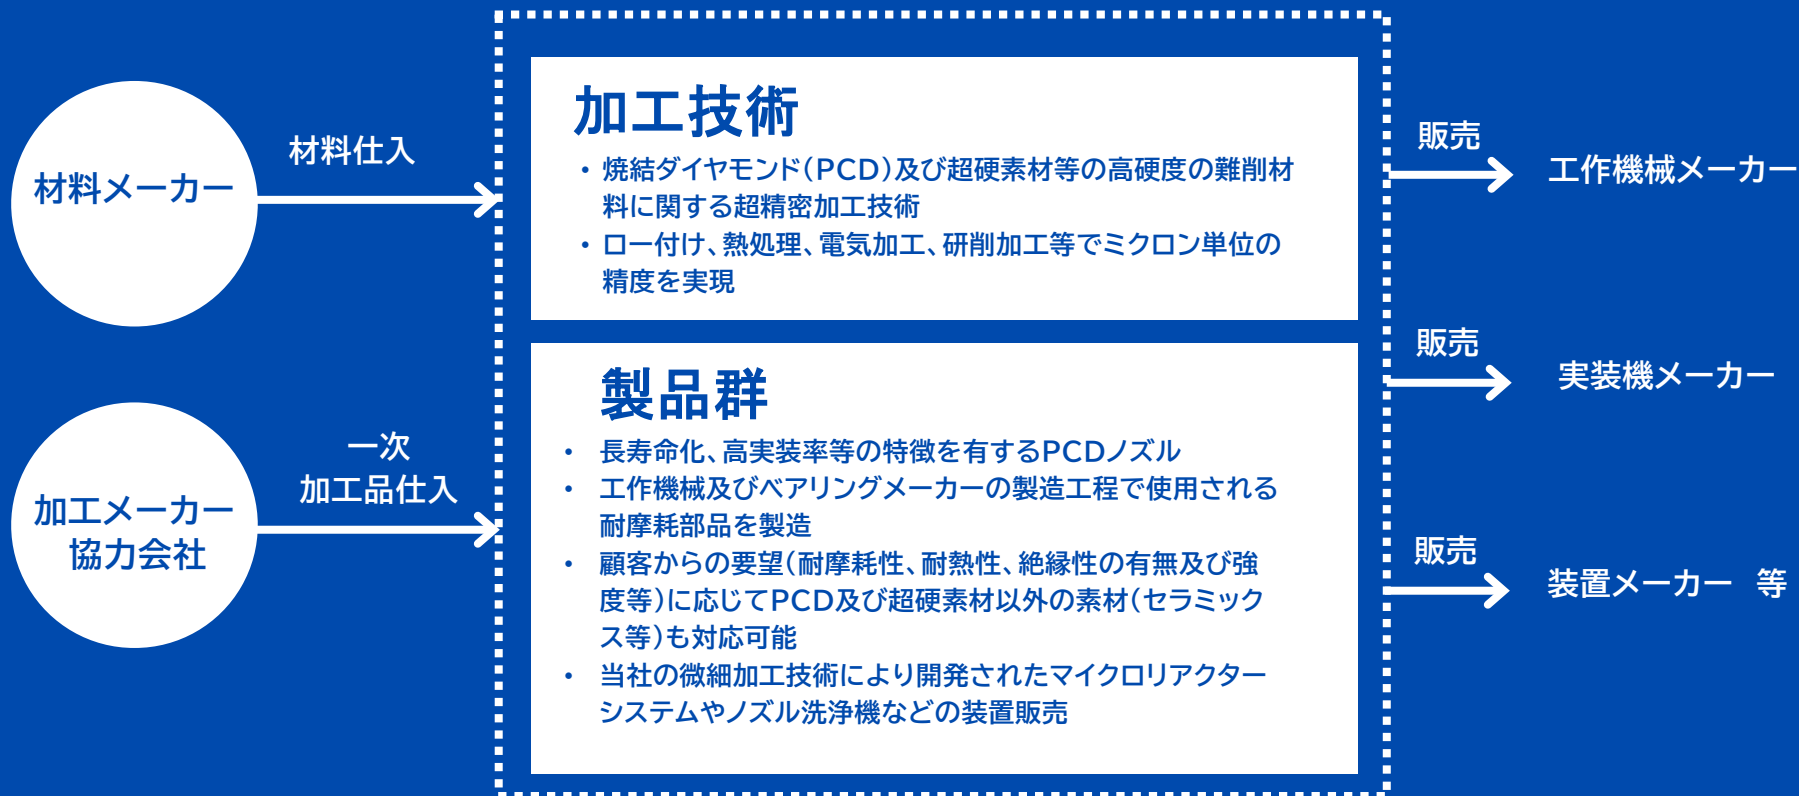 材料メーカー
材料仕入
加工メーカー
協力会社
一次
加工品仕入
加工技術
・焼結ダイヤモンド(PCD)及び超硬素材等の高硬度の難削材
料に関する超精密加工技術
・ロー付け、熱処理、電気加工、研削加工等でミクロン単位の
精度を実現
製品群
・ 長寿命化、高実装率等の特徴を有するPCDノズル
・ 工作機械及びベアリングメーカーの製造工程で使用される
耐摩耗部品を製造
・ 顧客からの要望(耐摩耗性、耐熱性、絶縁性の有無及び強
度等)に応じてPCD及び超硬素材以外の素材(セラミック
ス等)も対応可能
・ 当社の微細加工技術により開発されたマイクロリアクター
システムやノズル洗浄機などの装置販売
販売
工作機械メーカー
販売
実装機メーカー
販売
装置メーカー 等